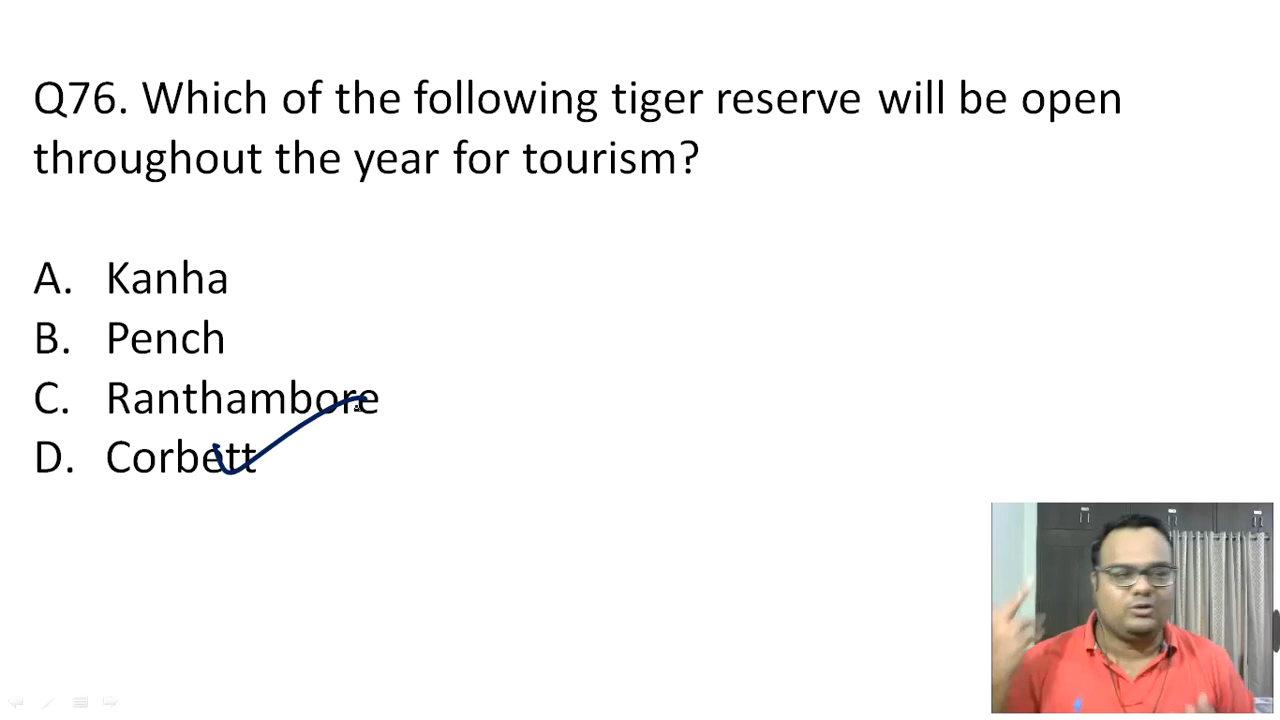 Q76. Which of the following tiger reserve will be open
throughout the year for tourism?
A. Kanha
B. Pench
C. Ranthambore
D. Corbett